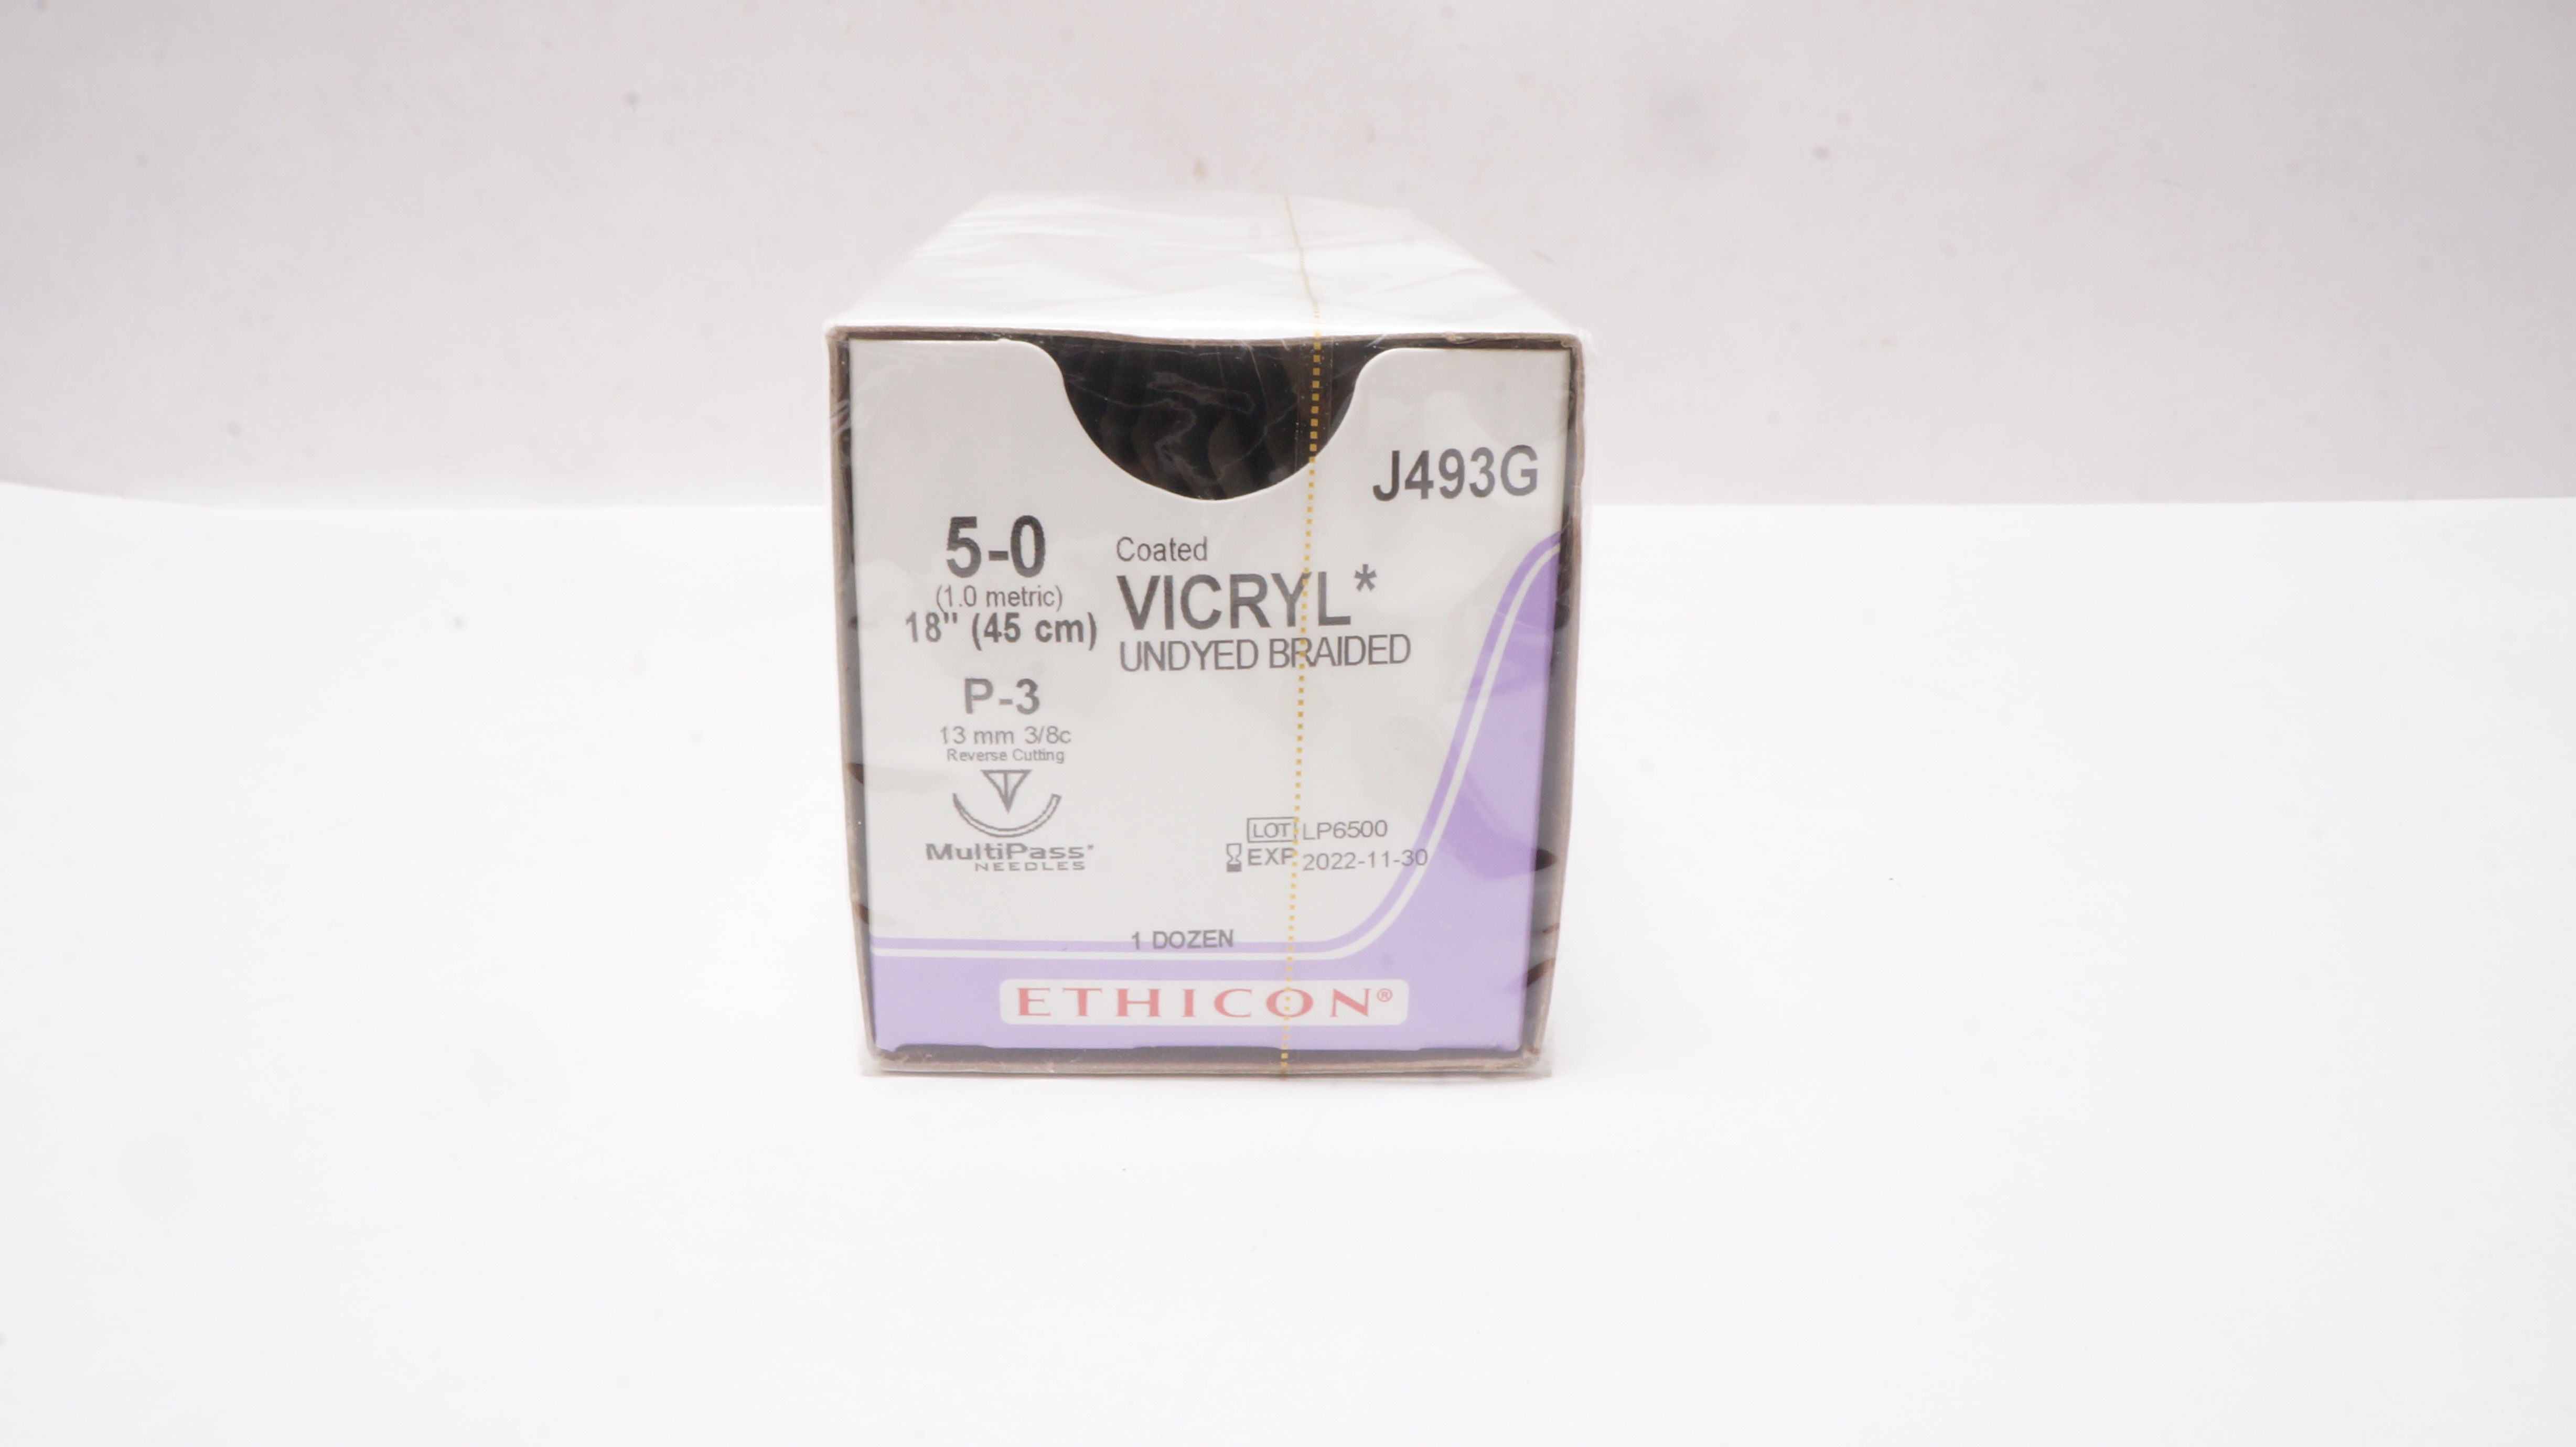 J493G
5-0
(1.0 metric)
18" (45 cm)
Coated
VICRYL*
UNDYED BRAIDED
P-3
13 mm 3/8c
Reverse Cutting
MultiPass*
NEEDLES
LOT LP6500
EXP 2022-11-30
1 DOZEN
ETHICON®